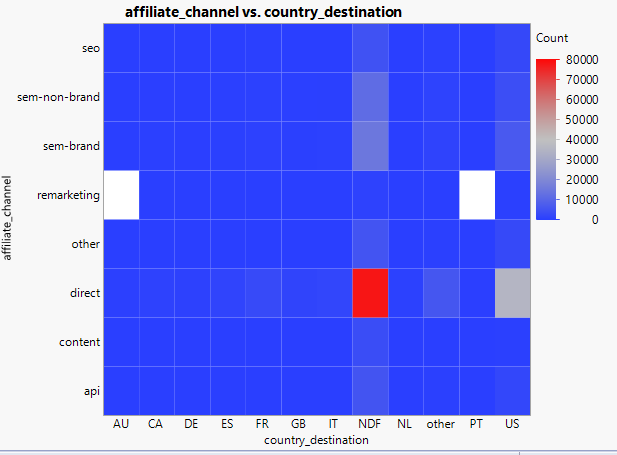 affiliate_channel vs. country_destination
Count
80000
70000
60000
50000
40000
30000
20000
10000
0
affiliate_channel
seo
sem-non-brand
sem-brand
remarketing
other
direct
content
api
AU CA DE ES FR GB IT NDF NL other PT US
country_destination